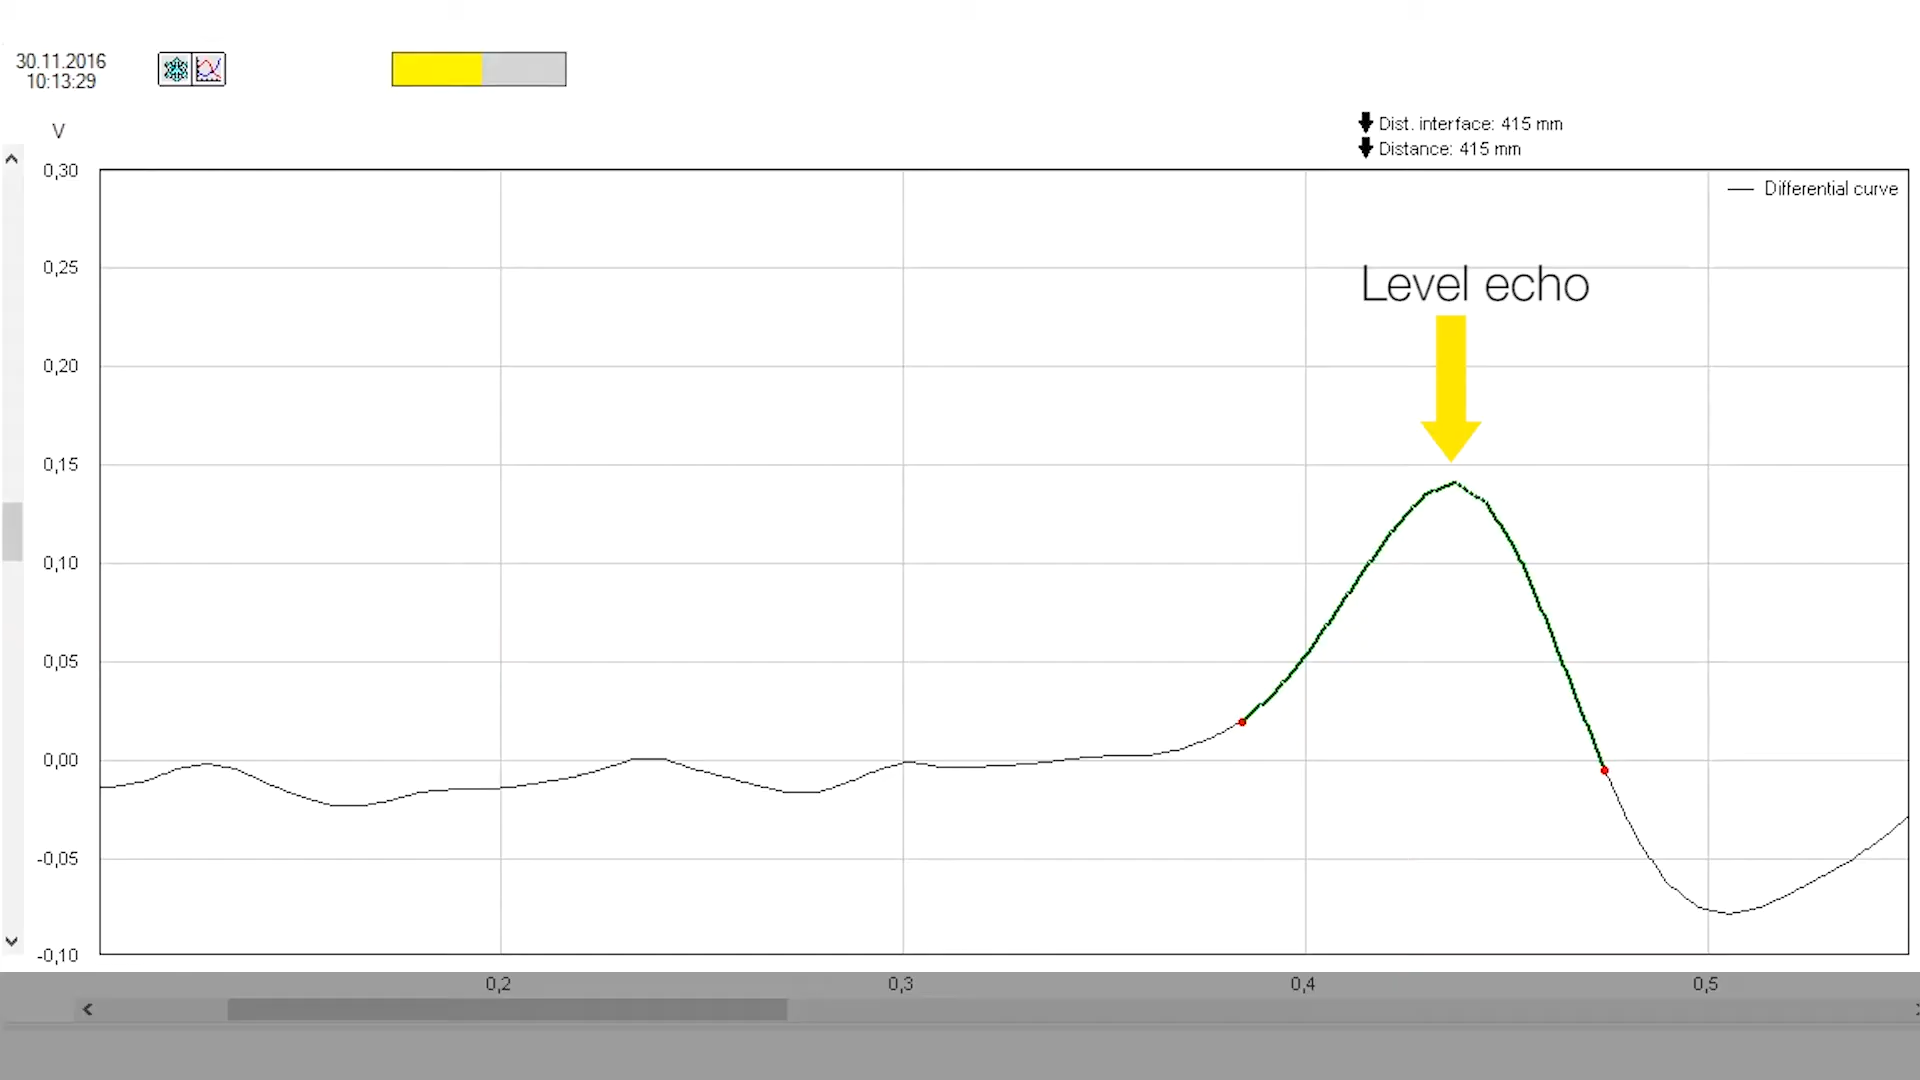 30.11.2016
10:13:29
Dist. interface: 415 mm
V
Distance: 415 mm
0,30
Differential curve
0,25
Level echo
0,20
0,15
0,10
0,05
0,00
-0,05
-0,10
0,2 0,3 0,4 0,5